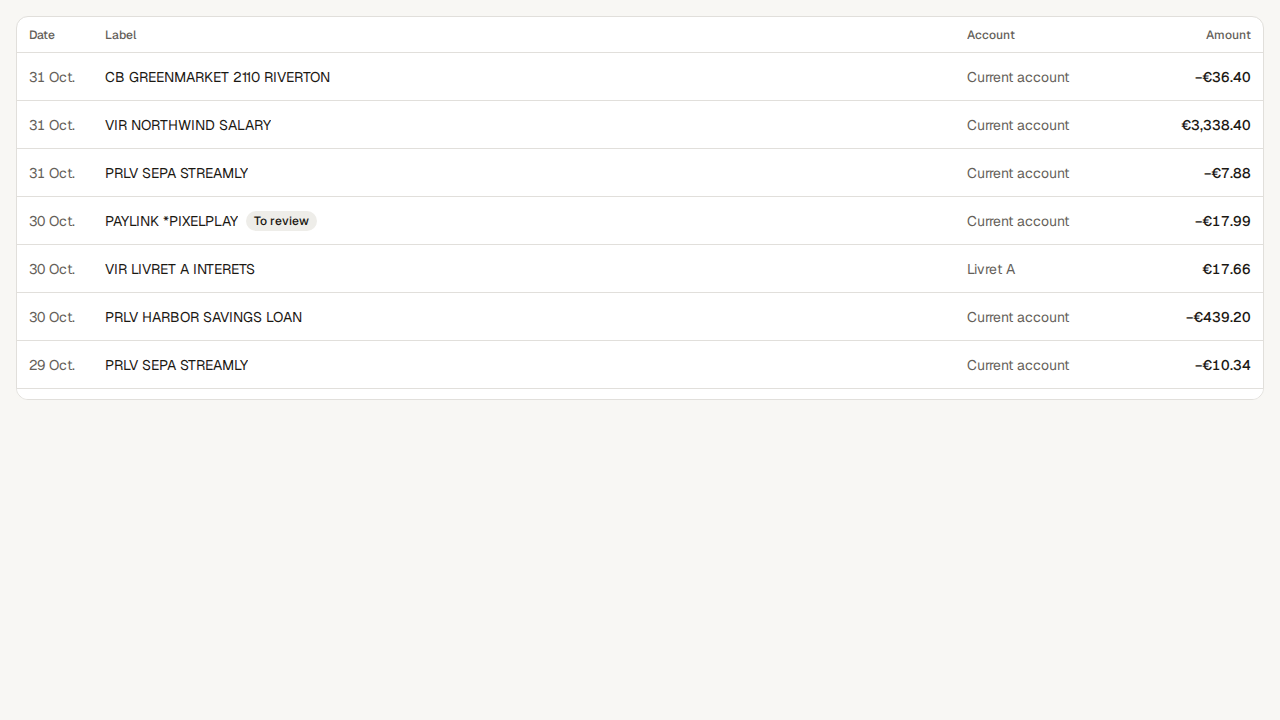 Date Label Account Amount
31 Oct. CB GREENMARKET 2110 RIVERTON Current account −€36.40
31 Oct. VIR NORTHWIND SALARY Current account €3,338.40
31 Oct. PRLV SEPA STREAMLY Current account −€7.88
30 Oct. PAYLINK *PIXELPLAY To review Current account −€17.99
30 Oct. VIR LIVRET A INTERETS Livret A €17.66
30 Oct. PRLV HARBOR SAVINGS LOAN Current account −€439.20
29 Oct. PRLV SEPA STREAMLY Current account −€10.34